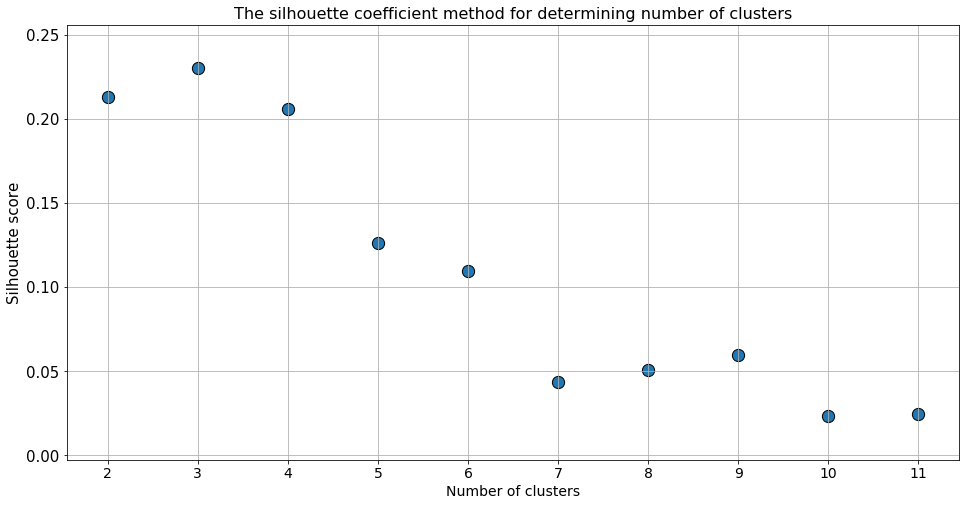 The silhouette coefficient method for determining number of clusters
0.25
0.20
0.15
0.10
0.05
0.00
Silhouette score
2 3 4 5 6 7 8 9 10 11
Number of clusters